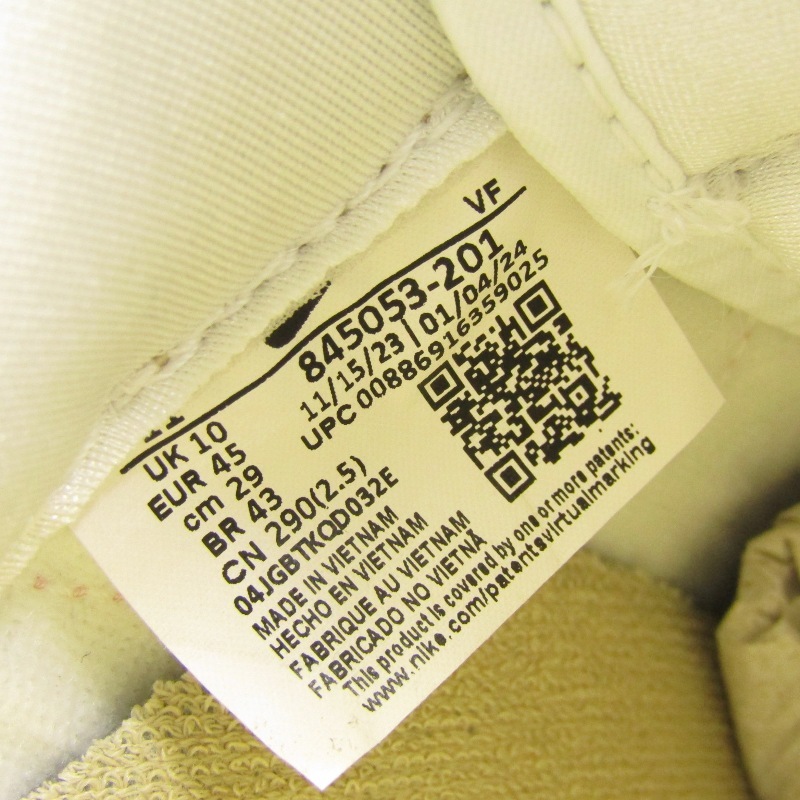 VF
845053-201
11/15/23 | 01/04/24
UPC 00886916359025
UK 10
EUR 45
cm 29
BR 43
CN 290(2.5)
04JGBTKQD032E
MADE IN VIETNAM
HECHO EN VIETNAM
FABRIQUE AU VIETNAM
FABRICADO NO VIETNÃ
This product is covered by one or more patents:
www.nike.com/patentsvirtualmarking